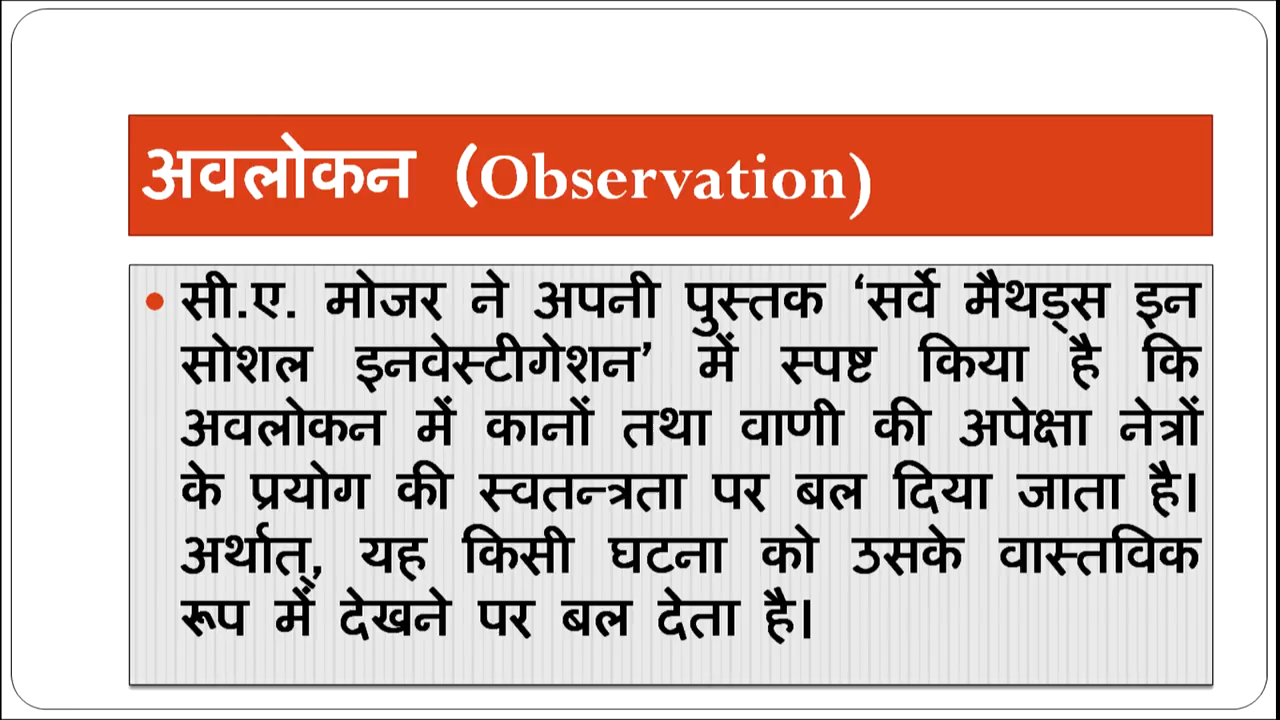 अवलोकन (Observation)
• सी.ए. मोजर ने अपनी पुस्तक ‘सर्वे मैथड्स इन
सोशल इनवेस्टीगेशन’ में स्पष्ट किया है कि
अवलोकन में कानों तथा वाणी की अपेक्षा नेत्रों
के प्रयोग की स्वतन्त्रता पर बल दिया जाता है।
अर्थात्, यह किसी घटना को उसके वास्तविक
रूप में देखने पर बल देता है।